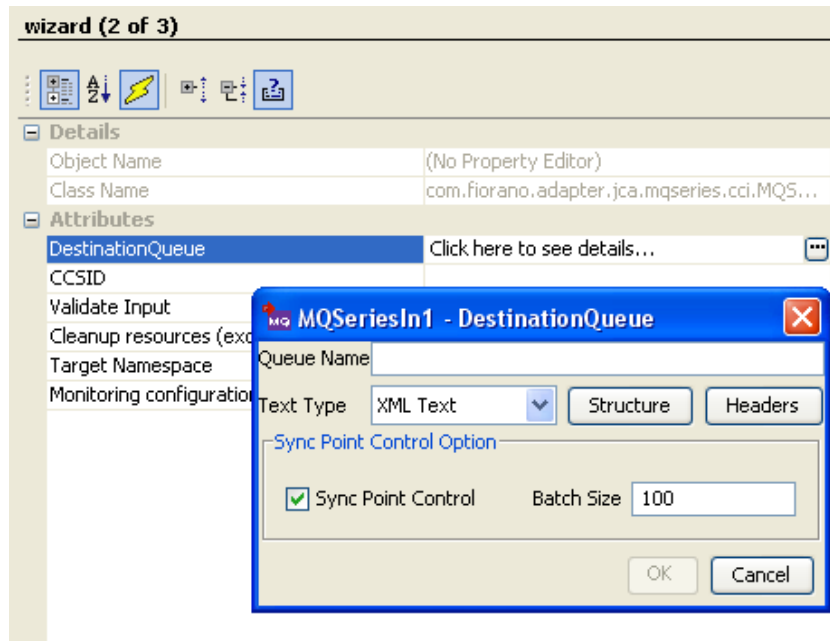 wizard (2 of 3)
A
Z
Details
Object Name (No Property Editor)
Class Name com.fiorano.adapter.jca.mqseries.cci.MQS...
Attributes
DestinationQueue Click here to see details...
CCSID
Validate Input
Cleanup resources (exc
Target Namespace
Monitoring configuration
MQ MQSeriesIn1 - DestinationQueue
Queue Name
Text Type XML Text Structure Headers
Sync Point Control Option
Sync Point Control Batch Size 100
OK Cancel